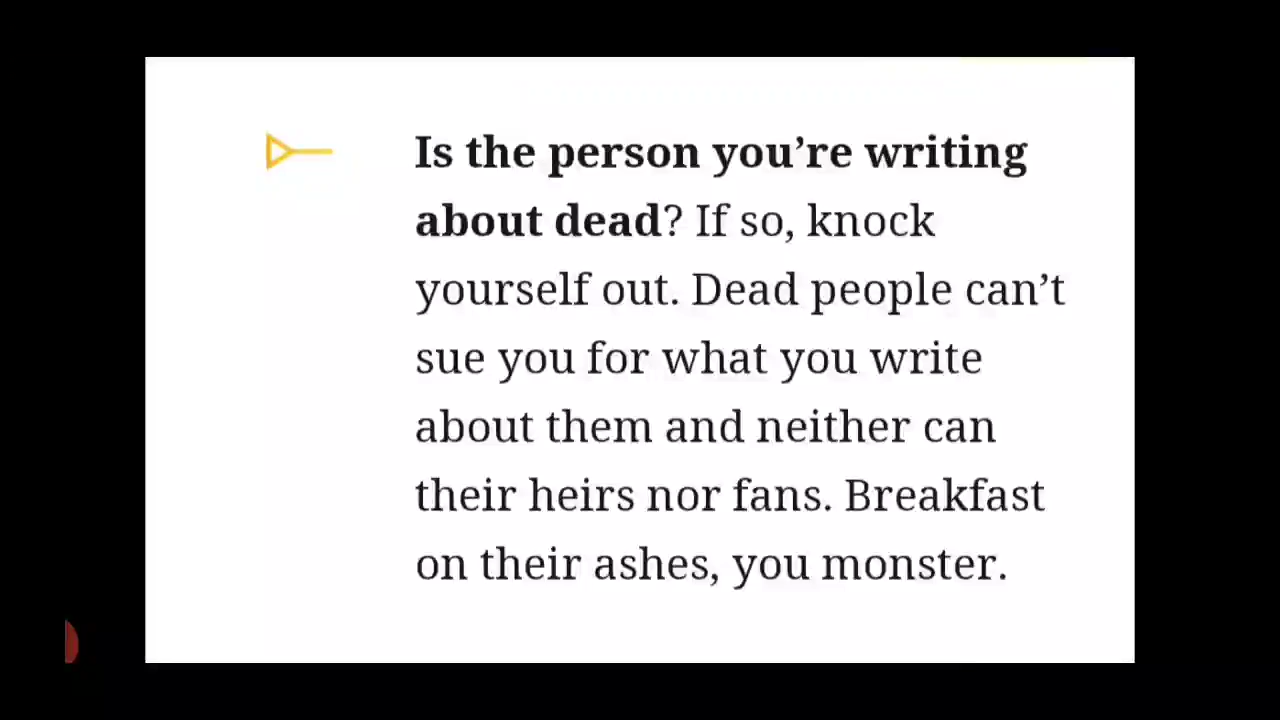 Is the person you’re writing
about dead? If so, knock
yourself out. Dead people can’t
sue you for what you write
about them and neither can
their heirs nor fans. Breakfast
on their ashes, you monster.